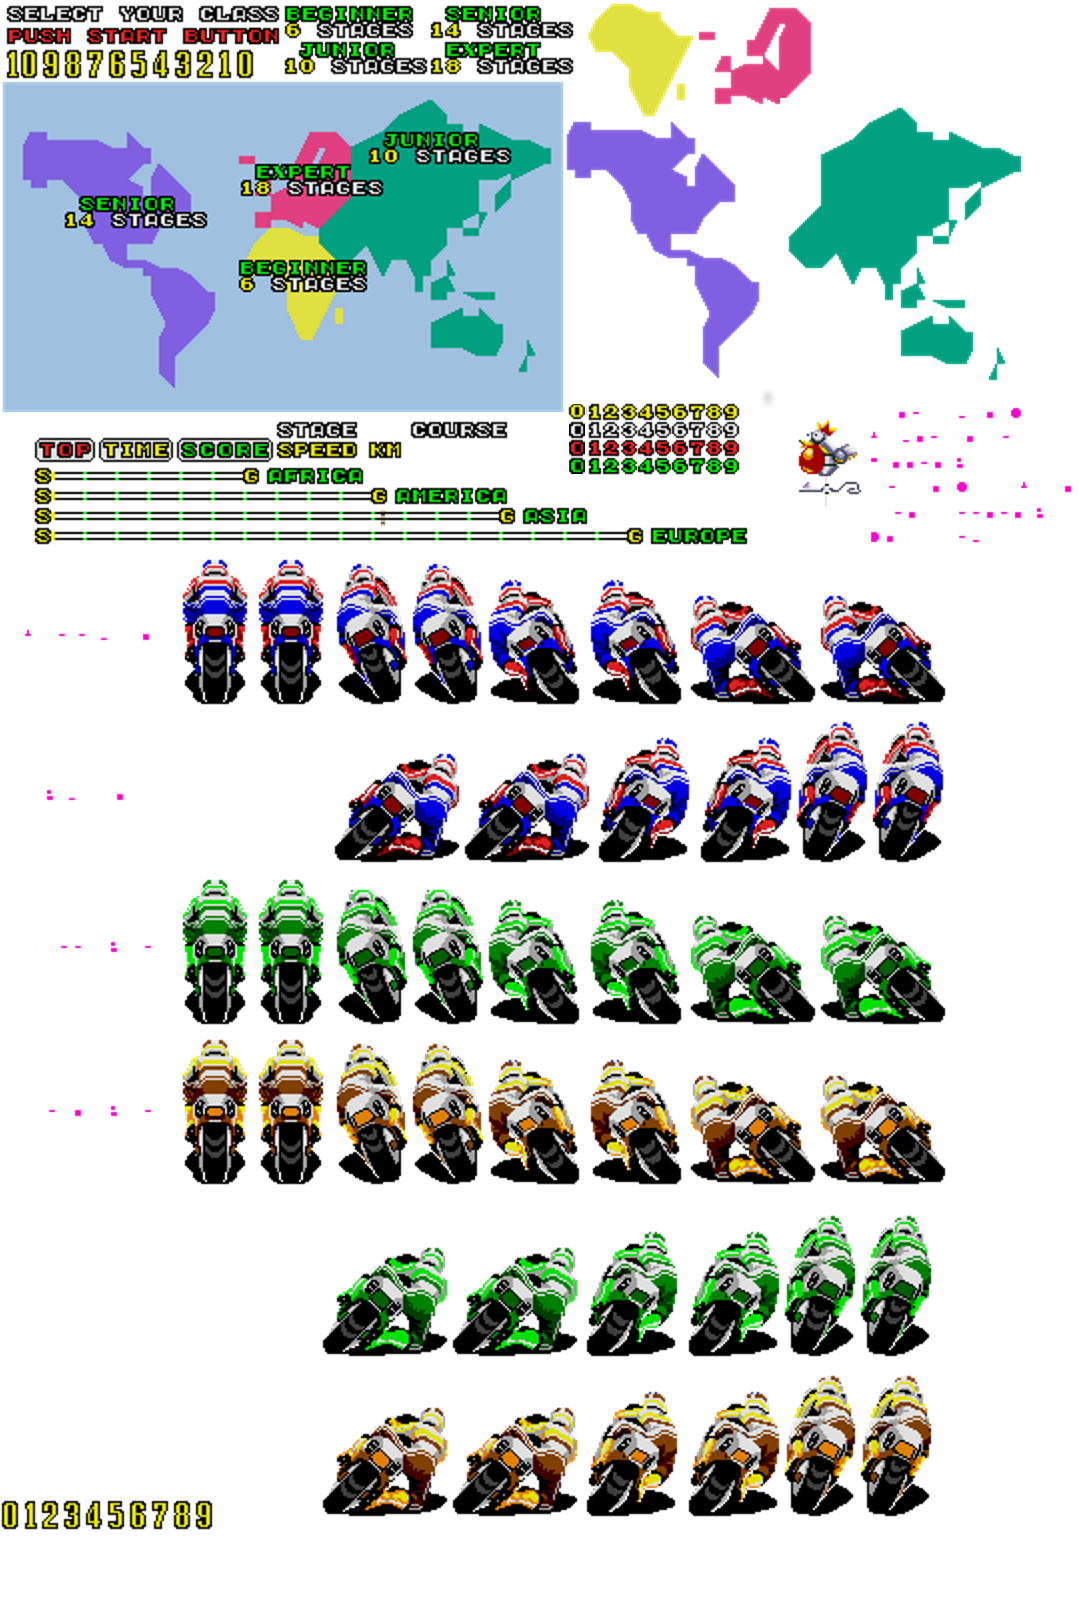 SELECT YOUR CLASS
PUSH START BUTTON
109876543210
BEGINNER
6 STAGES
SENIOR
14 STAGES
JUNIOR
10 STAGES
EXPERT
18 STAGES
JUNIOR
10 STAGES
EXPERT
18 STAGES
SENIOR
14 STAGES
BEGINNER
6 STAGES
0123456789
0123456789
0123456789
0123456789
STAGE COURSE
TOP TIME SCORE SPEED KM
S G AFRICA
S G AMERICA
S G ASIA
S G EUROPE
0123456789